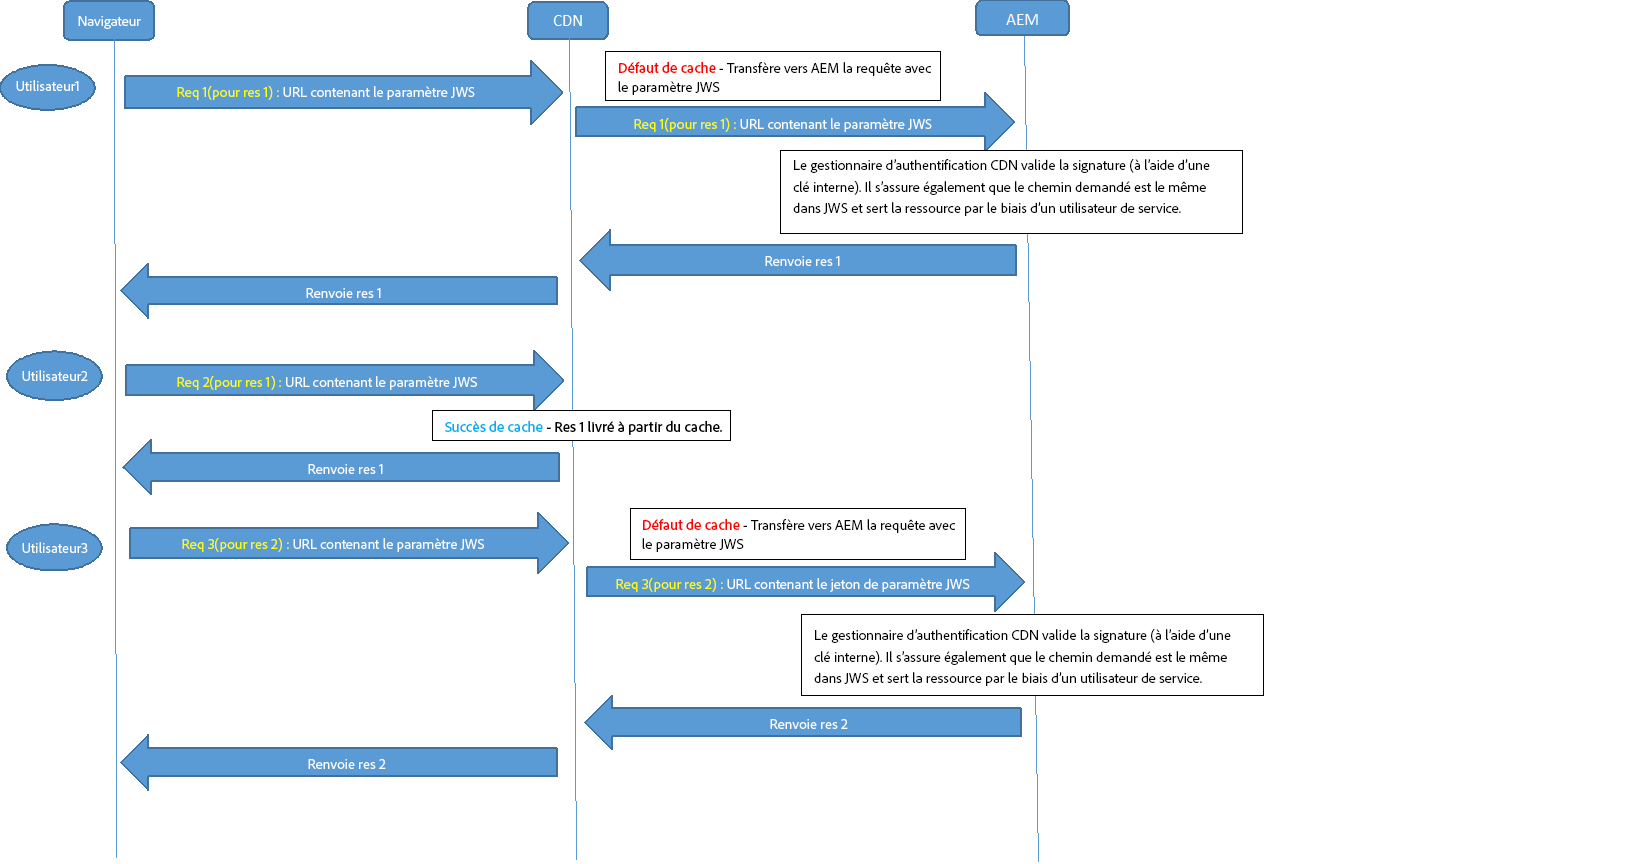 Navigateur
CDN
AEM
Utilisateur1
Req 1(pour res 1) : URL contenant le paramètre JWS
Défaut de cache - Transfère vers AEM la requête avec
le paramètre JWS
Req 1(pour res 1) : URL contenant le paramètre JWS
Le gestionnaire d’authentification CDN valide la signature (à l’aide d’une
clé interne). Il s’assure également que le chemin demandé est le même
dans JWS et sert la ressource par le biais d’un utilisateur de service.
Renvoie res 1
Renvoie res 1
Utilisateur2
Req 2(pour res 1) : URL contenant le paramètre JWS
Succès de cache - Res 1 livré à partir du cache.
Renvoie res 1
Utilisateur3
Req 3(pour res 2) : URL contenant le paramètre JWS
Défaut de cache - Transfère vers AEM la requête avec
le paramètre JWS
Req 3(pour res 2) : URL contenant le jeton de paramètre JWS
Le gestionnaire d’authentification CDN valide la signature (à l’aide d’une
clé interne). Il s’assure également que le chemin demandé est le même
dans JWS et sert la ressource par le biais d’un utilisateur de service.
Renvoie res 2
Renvoie res 2